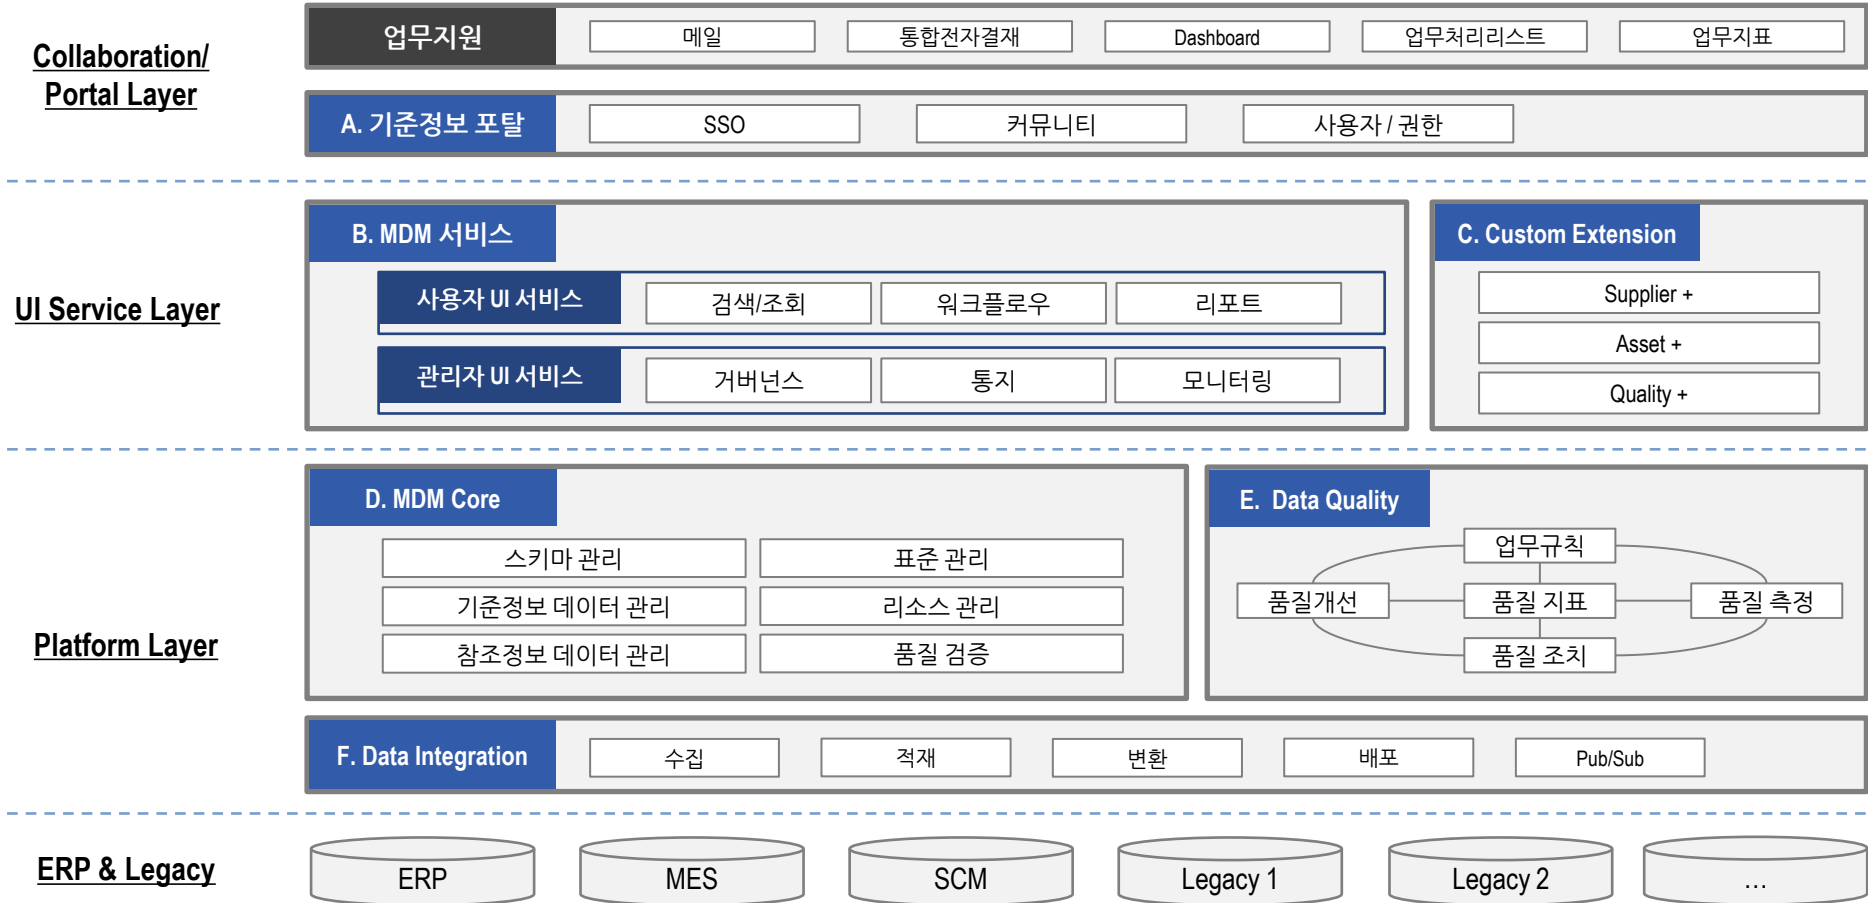 Collaboration/
Portal Layer
업무지원
메일
통합전자결재
Dashboard
업무처리리스트
업무지표
A. 기준정보 포탈
SSO
커뮤니티
사용자 / 권한
UI Service Layer
B. MDM 서비스
사용자 UI 서비스
검색/조회
워크플로우
리포트
관리자 UI 서비스
거버넌스
통지
모니터링
C. Custom Extension
Supplier +
Asset +
Quality +
Platform Layer
D. MDM Core
스키마 관리
표준 관리
기준정보 데이터 관리
리소스 관리
참조정보 데이터 관리
품질 검증
E. Data Quality
업무규칙
품질개선
품질 지표
품질 측정
품질 조치
F. Data Integration
수집
적재
변환
배포
Pub/Sub
ERP & Legacy
ERP
MES
SCM
Legacy 1
Legacy 2
…